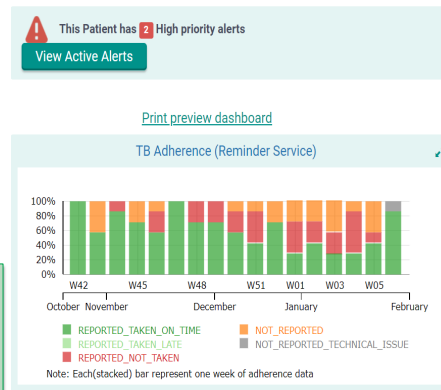 This Patient has 2 High priority alerts
View Active Alerts
Print preview dashboard
TB Adherence (Reminder Service)
100%
80%
60%
40%
20%
0%
W42 W45 W48 W51 W01 W03 W05
October November December January February
REPORTED_TAKEN_ON_TIME NOT_REPORTED
REPORTED_TAKEN_LATE NOT_REPORTED_TECHNICAL_ISSUE
REPORTED_NOT_TAKEN
Note: Each(stacked) bar represent one week of adherence data